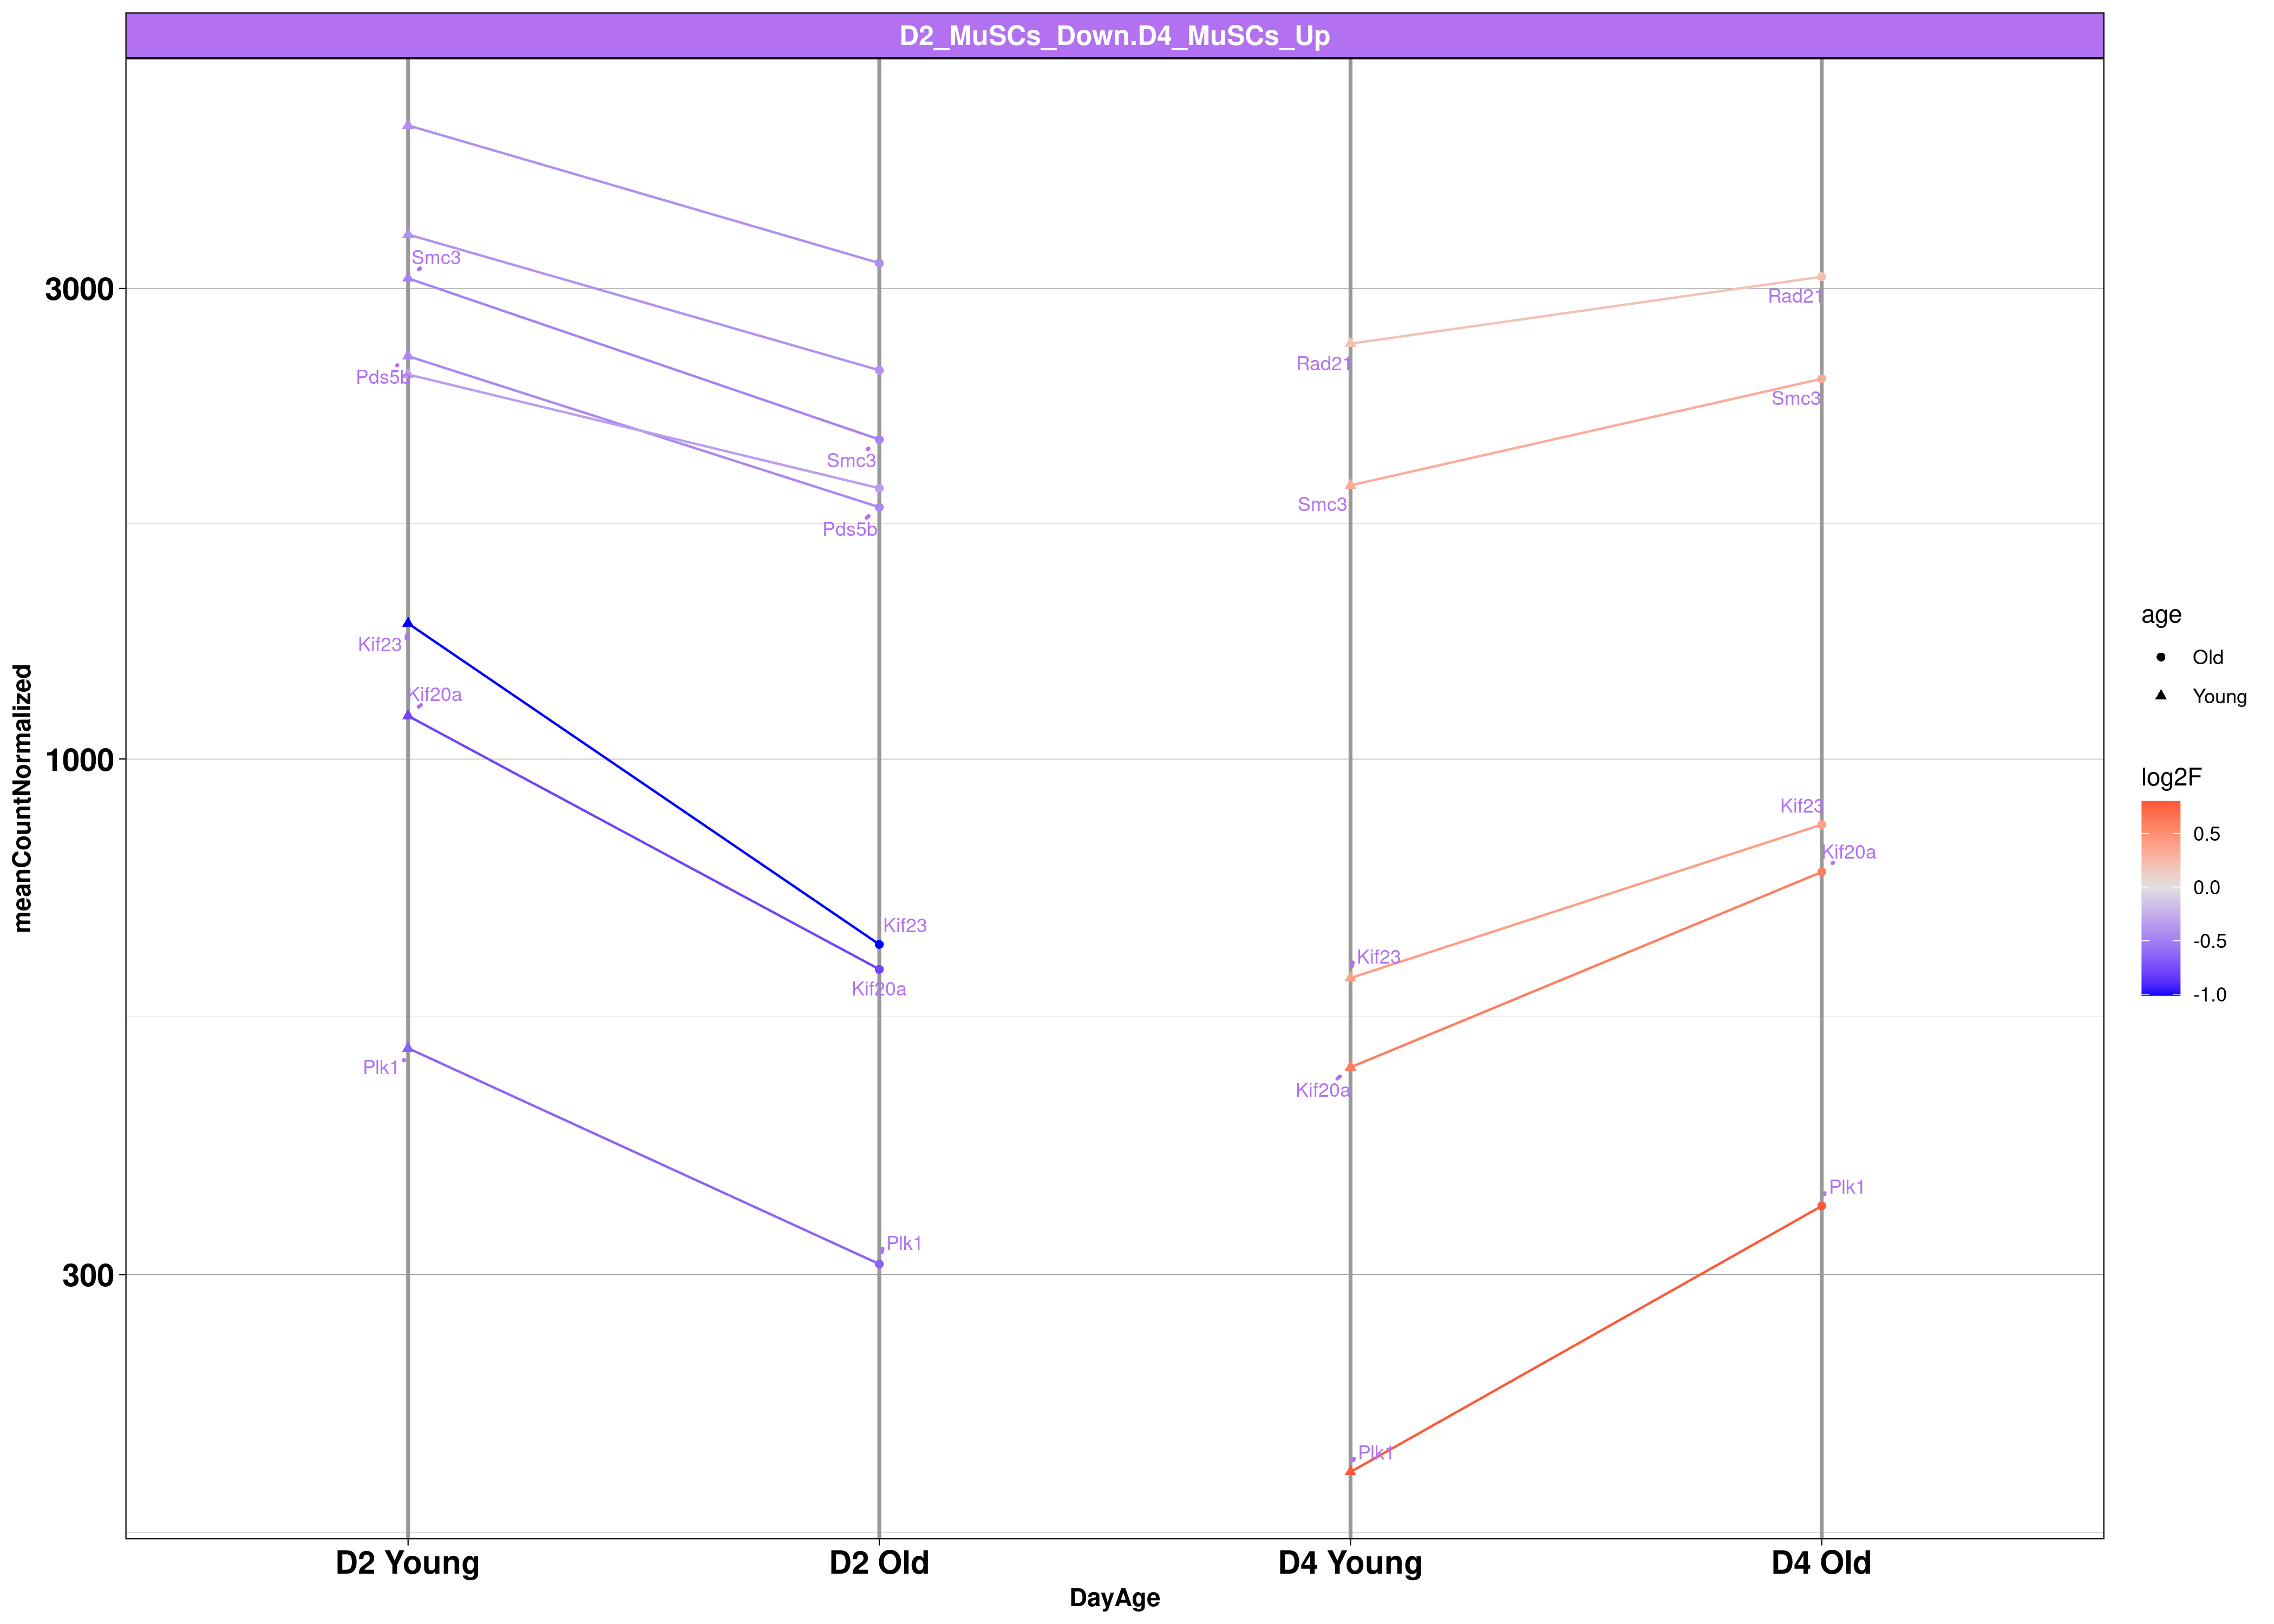 D2_MuSCs_Down.D4_MuSCs_Up
meanCountNormalized
3000
1000
300
Smc3
Pds5b
Kif23
Kif20a
Plk1
Smc3
Pds5b
Kif23
Kif20a
Plk1
Rad21
Smc3
Kif23
Kif20a
Plk1
Rad21
Smc3
Kif23
Kif20a
Plk1
D2 Young
D2 Old
D4 Young
D4 Old
DayAge
age
Old
Young
log2F
0.5
0.0
-0.5
-1.0